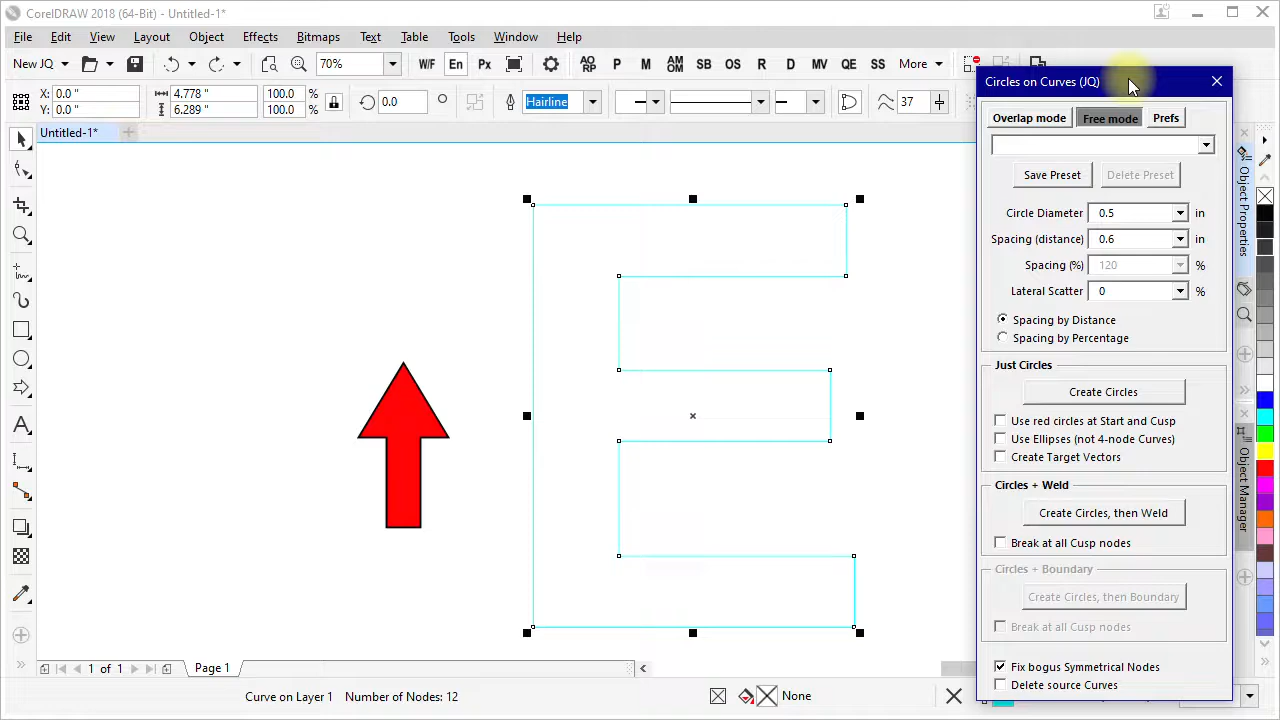 CorelDRAW 2018 (64-Bit) - Untitled-1*
File Edit View Layout Object Effects Bitmaps Text Table Tools Window Help
New JQ 70% W/F En Px AO RP P M AM OM SB OS R D MV QE SS More
X: 0.0 " 4.778 " 100.0 % 0.0 Hairline 37
Y: 0.0 " 6.289 " 100.0 %
Untitled-1*
Circles on Curves (JQ)
Overlap mode Free mode Prefs
Save Preset Delete Preset
Circle Diameter 0.5 in
Spacing (distance) 0.6 in
Spacing (%) 120 %
Lateral Scatter 0 %
Spacing by Distance
Spacing by Percentage
Just Circles
Create Circles
Use red circles at Start and Cusp
Use Ellipses (not 4-node Curves)
Create Target Vectors
Circles + Weld
Create Circles, then Weld
Break at all Cusp nodes
Circles + Boundary
Create Circles, then Boundary
Break at all Cusp nodes
Fix bogus Symmetrical Nodes
Delete source Curves
Object Properties
Object Manager
1 of 1 Page 1
Curve on Layer 1 Number of Nodes: 12 None